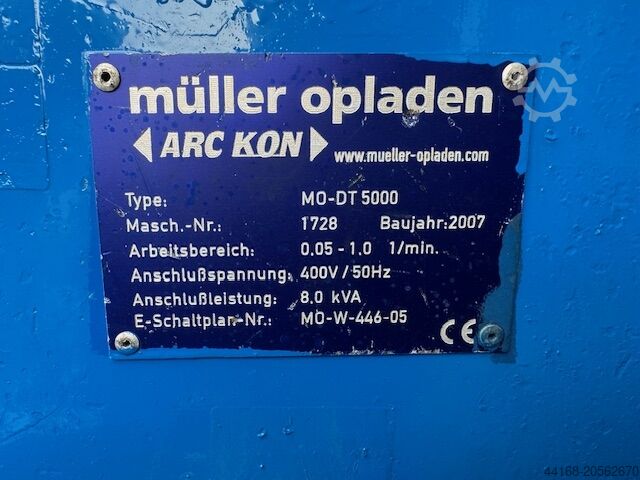 müller opladen
ARC KON www.mueller-opladen.com
Type: MO-DT 5000
Masch.-Nr.: 1728 Baujahr: 2007
Arbeitsbereich: 0.05 - 1.0 1/min.
Anschlußspannung: 400V / 50Hz
Anschlußleistung: 8.0 kVA
E-Schaltplan-Nr.: MO-W-446-05
CE
44168-20562670